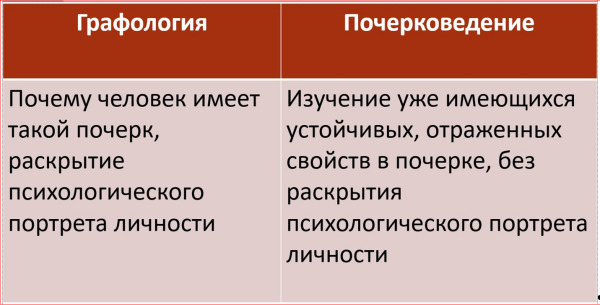 Графология
Почерковедение
Почему человек имеет
такой почерк,
раскрытие
психологического
портрета личности
Изучение уже имеющихся
устойчивых, отраженных
свойств в почерке, без
раскрытия
психологического портрета
личности